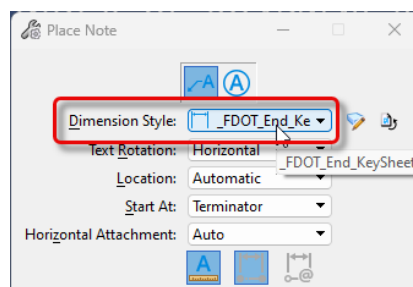 Place Note
A A
Dimension Style: _FDOT_End_Ke
Text Rotation: Horizontal
_FDOT_End_KeySheet
Location: Automatic
Start At: Terminator
Horizontal Attachment: Auto
A